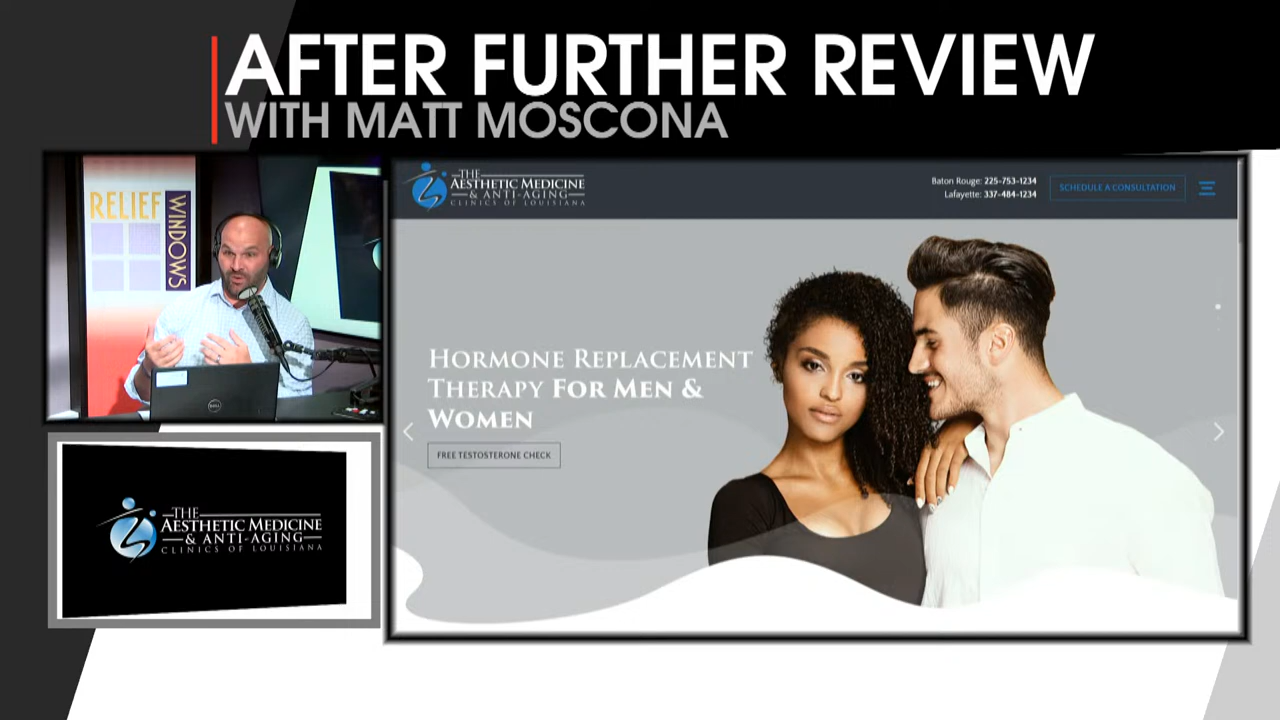 AFTER FURTHER REVIEW
WITH MATT MOSCONA
RELIEF
WINDOWS
DELL
THE
AESTHETIC MEDICINE
& ANTI-AGING
CLINICS OF LOUISIANA
Baton Rouge: 225-753-1234
Lafayette: 337-484-1234
SCHEDULE A CONSULTATION
HORMONE REPLACEMENT
THERAPY FOR MEN &
WOMEN
FREE TESTOSTERONE CHECK
THE
AESTHETIC MEDICINE
& ANTI-AGING
CLINICS OF LOUISIANA